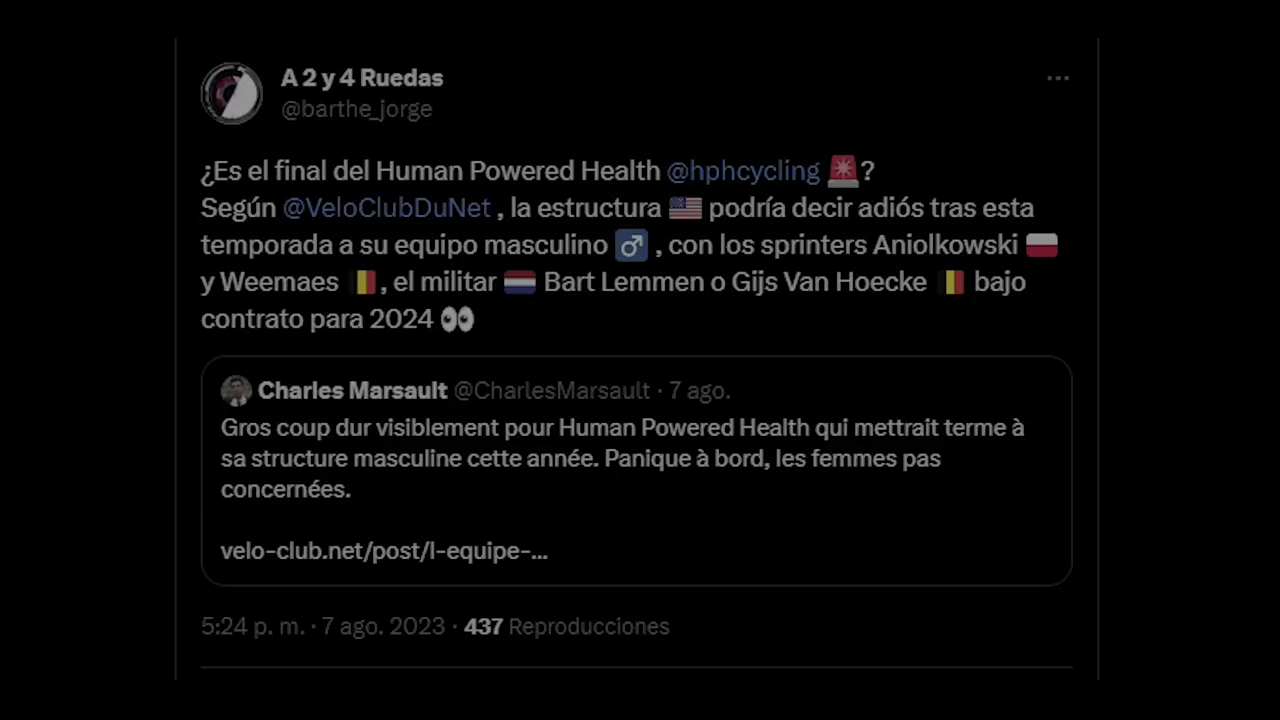 A 2 y 4 Ruedas
@barthe_jorge
¿Es el final del Human Powered Health @hphcycling 🚨?
Según @VeloClubDuNet , la estructura 🇺🇸 podría decir adiós tras esta
temporada a su equipo masculino ♂️ , con los sprinters Aniolkowski 🇵🇱
y Weemaes 🇧🇪, el militar 🇳🇱 Bart Lemmen o Gijs Van Hoecke 🇧🇪 bajo
contrato para 2024 👀
Charles Marsault @CharlesMarsault · 7 ago.
Gros coup dur visiblement pour Human Powered Health qui mettrait terme à
sa structure masculine cette année. Panique à bord, les femmes pas
concernées.
velo-club.net/post/l-equipe-...
5:24 p. m. · 7 ago. 2023 · 437 Reproducciones